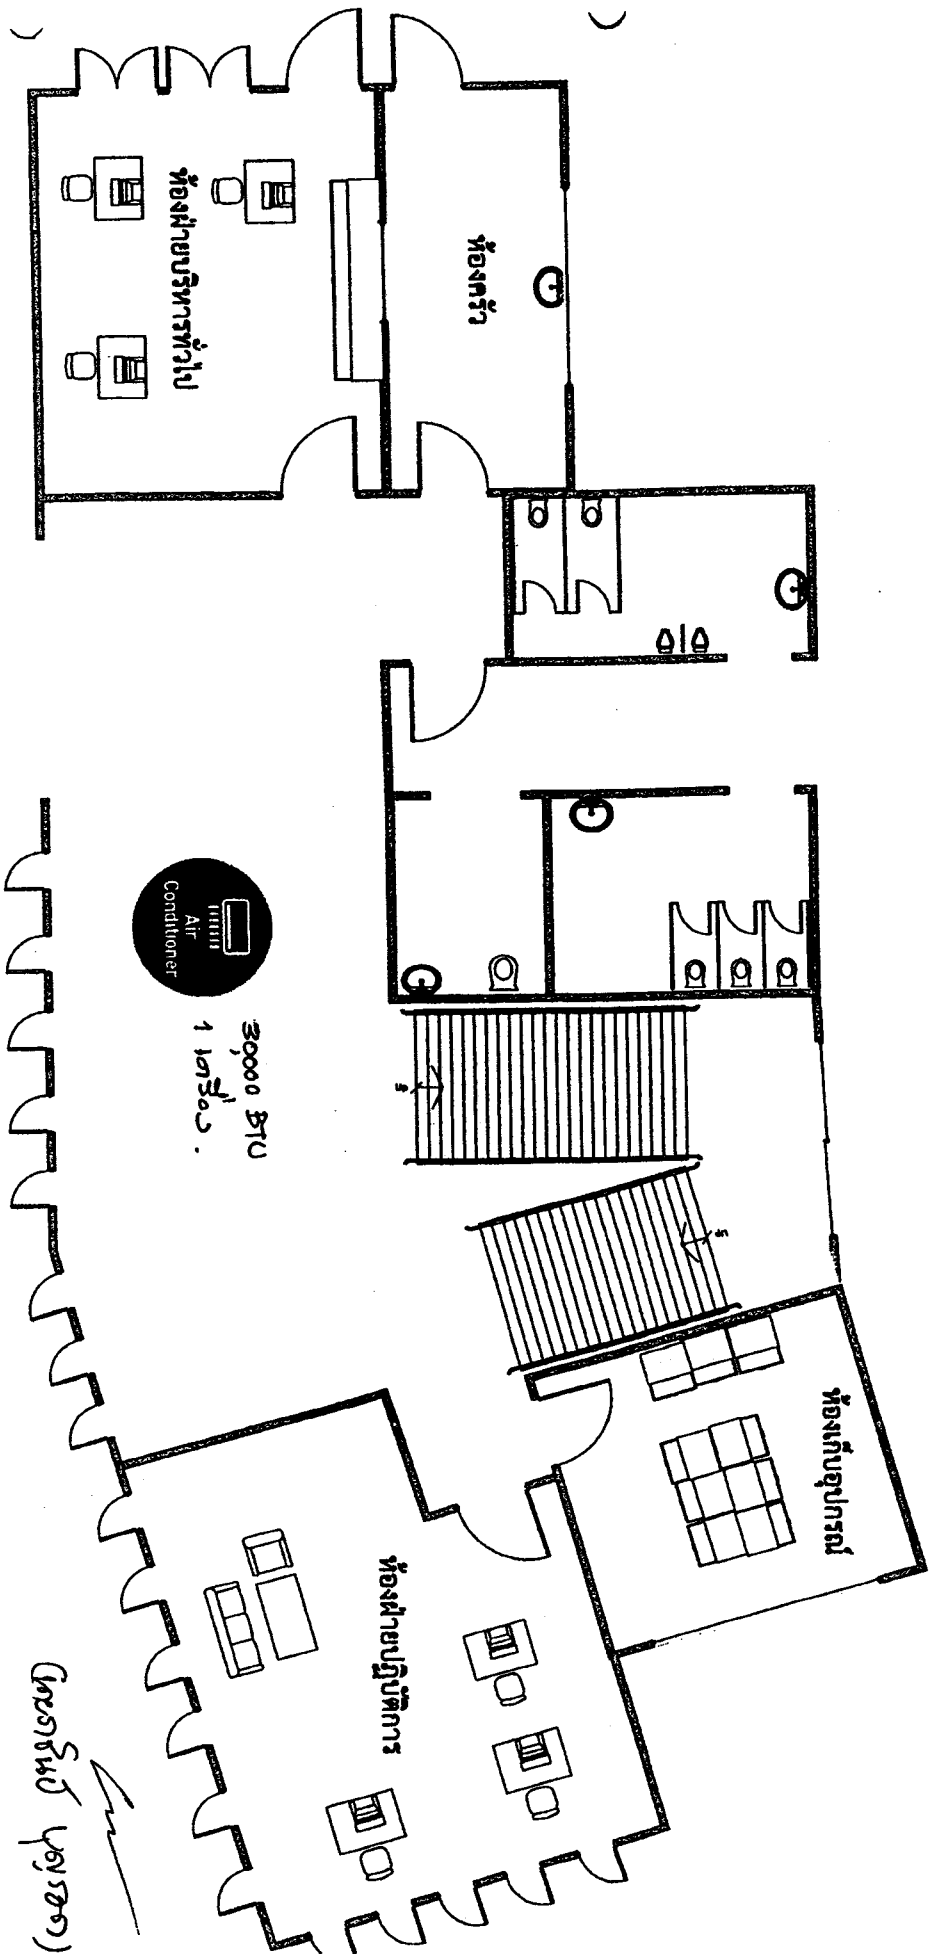 ห้องฝ่ายบริหารทั่วไป
ห้องครัว
Air
Conditioner
30,000 BTU
1 เครื่อง.
ห้องเก็บอุปกรณ์
ห้องฝ่ายปฏิบัติการ